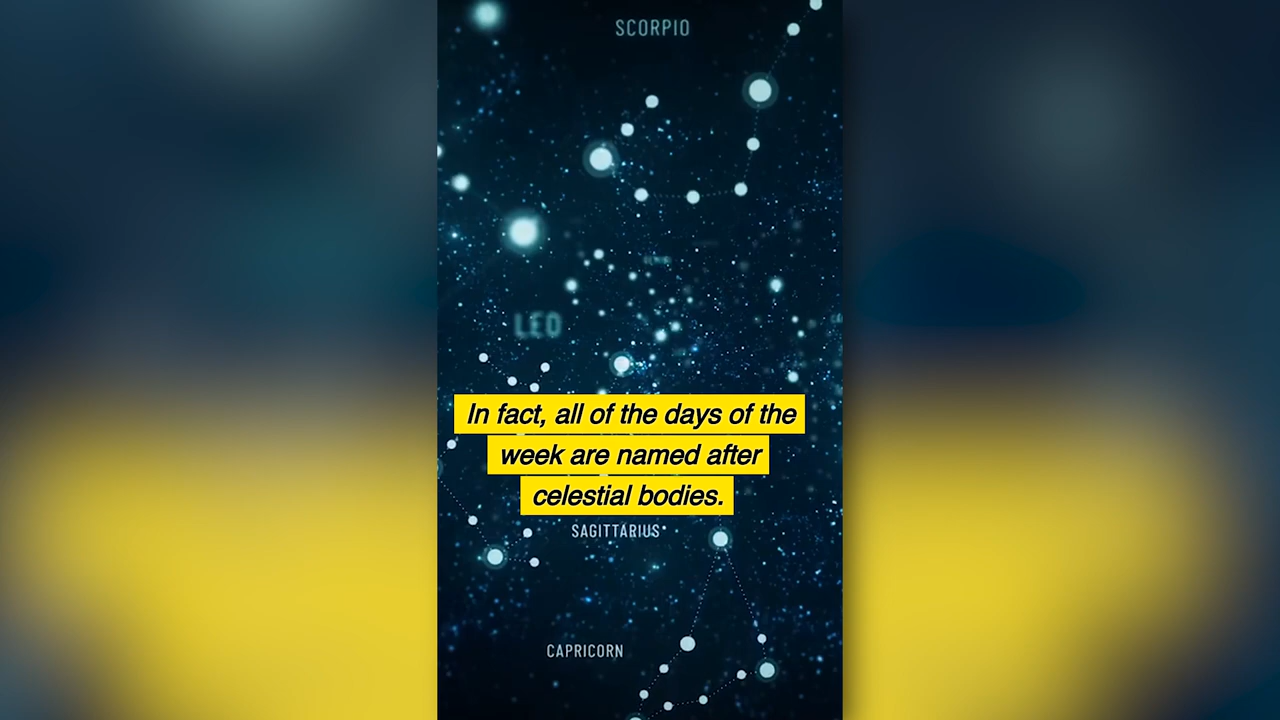 SCORPIO
LEO
In fact, all of the days of the
week are named after
celestial bodies.
SAGITTARIUS
CAPRICORN